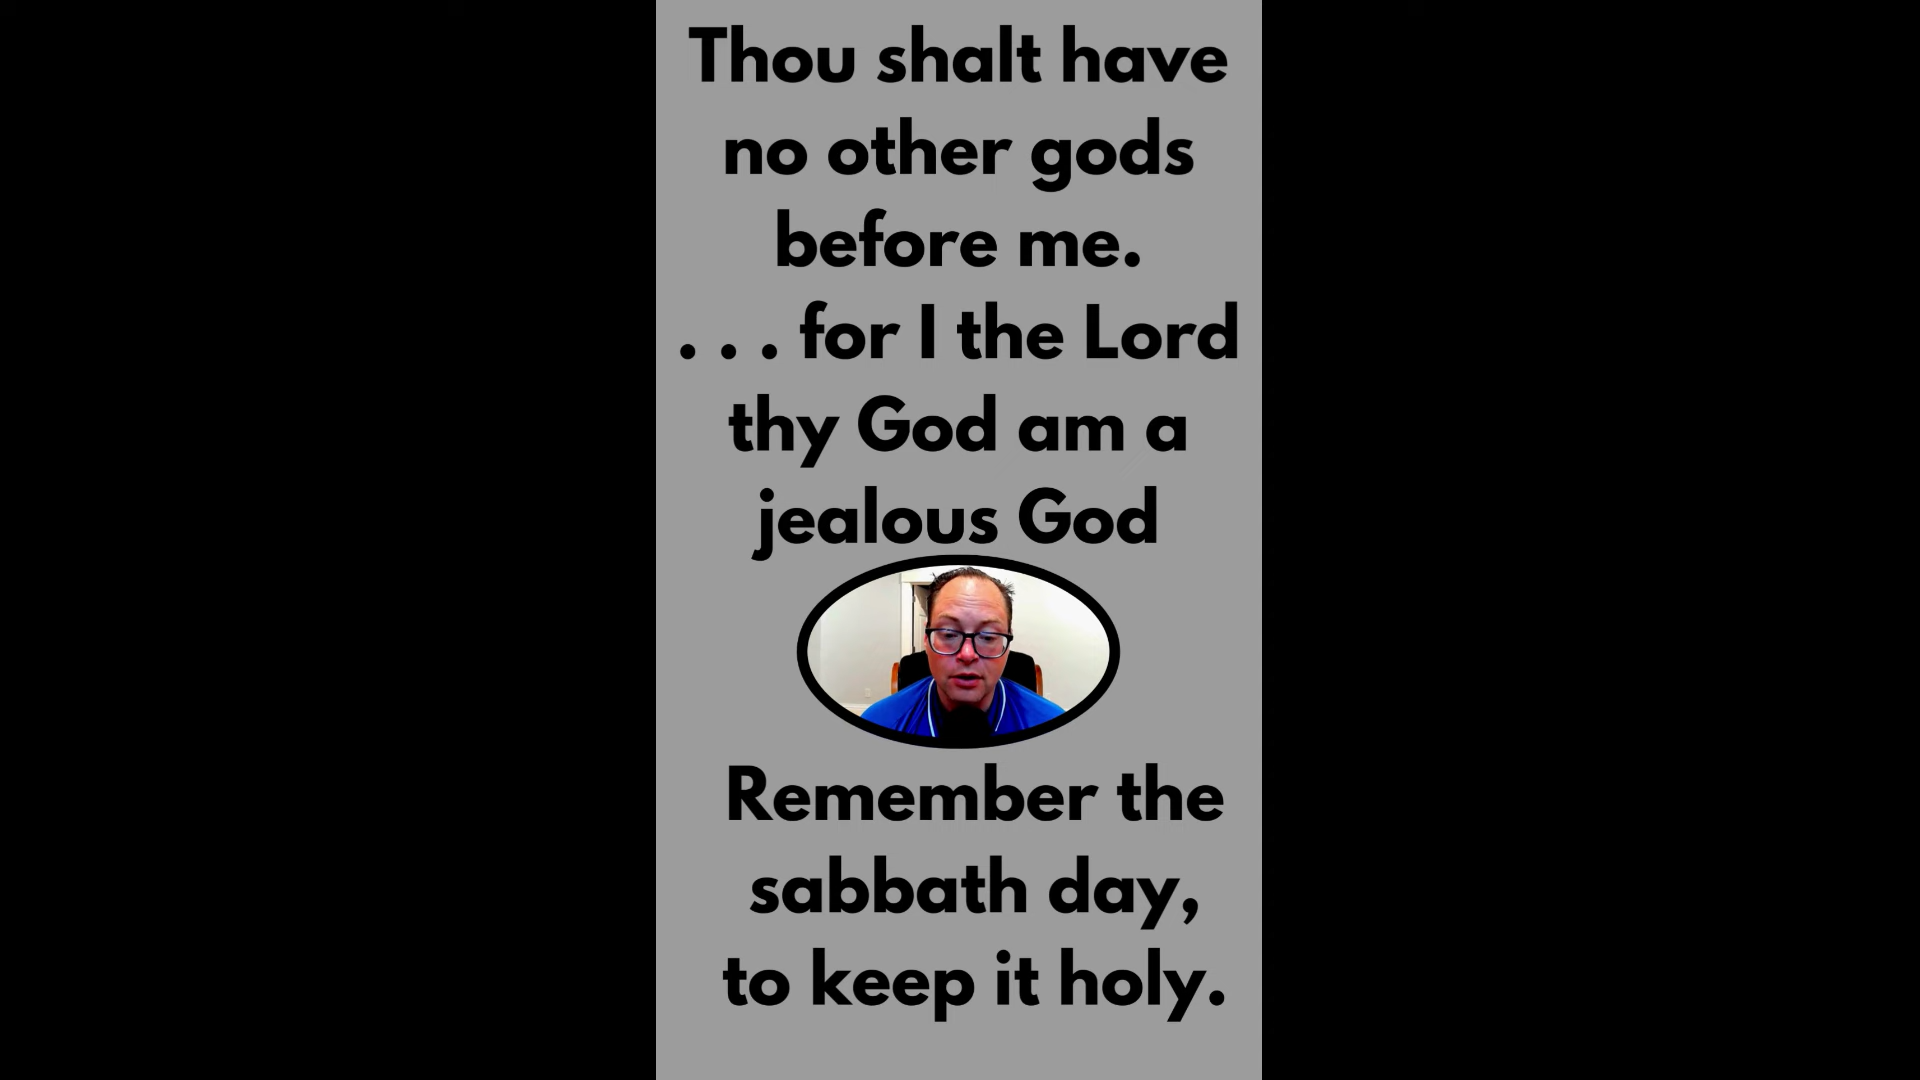 Thou shalt have
no other gods
before me.
. . . for I the Lord
thy God am a
jealous God
Remember the
sabbath day,
to keep it holy.